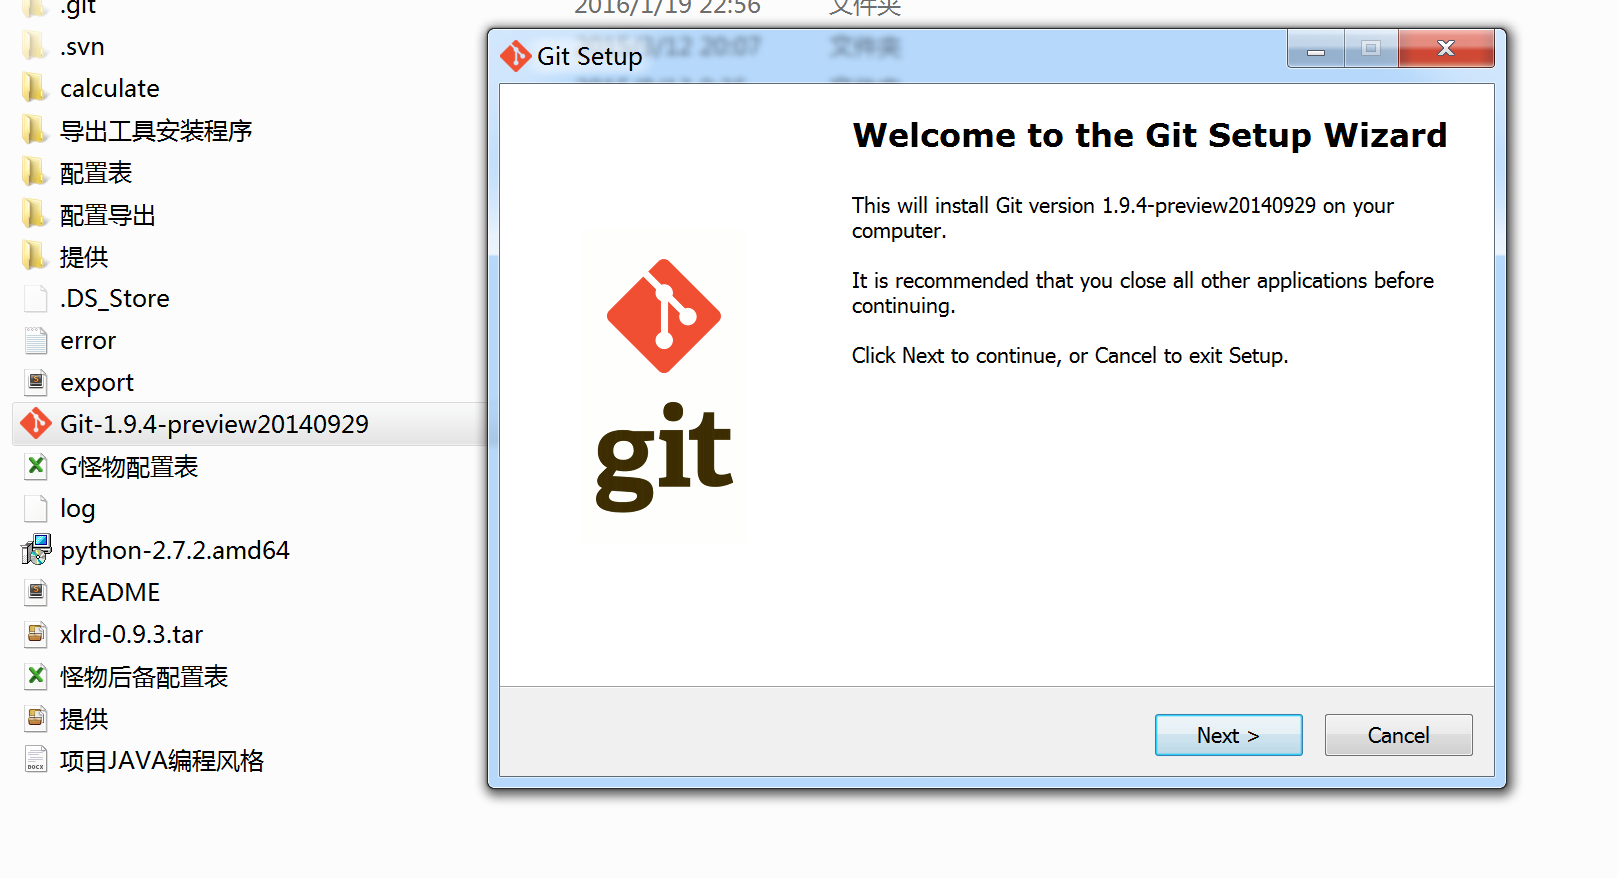 .git 2016/1/19 22:56 文件夹
.svn
calculate
导出工具安装程序
配置表
配置导出
提供
.DS_Store
error
export
Git-1.9.4-preview20140929
G怪物配置表
log
python-2.7.2.amd64
README
xlrd-0.9.3.tar
怪物后备配置表
提供
项目JAVA编程风格
Git Setup
Welcome to the Git Setup Wizard
This will install Git version 1.9.4-preview20140929 on your
computer.
It is recommended that you close all other applications before
continuing.
Click Next to continue, or Cancel to exit Setup.
git
Next >
Cancel